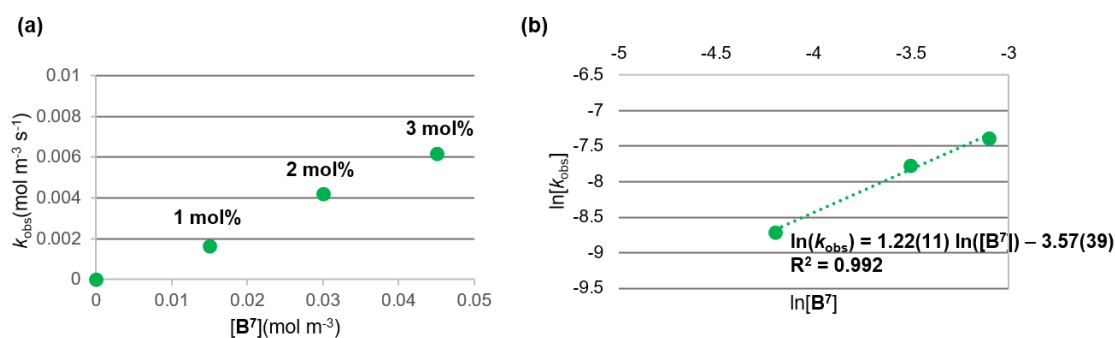 (a)
k_obs(mol m⁻³ s⁻¹)
0.01
0.008
0.006
0.004
0.002
0
3 mol%
2 mol%
1 mol%
0 0.01 0.02 0.03 0.04 0.05
[B⁷](mol m⁻³)
(b)
-5 -4.5 -4 -3.5 -3
-6.5
-7
-7.5
-8
-8.5
-9
-9.5
ln[k_obs]
ln(k_obs) = 1.22(11) ln([B⁷]) – 3.57(39)
R² = 0.992
ln[B⁷]